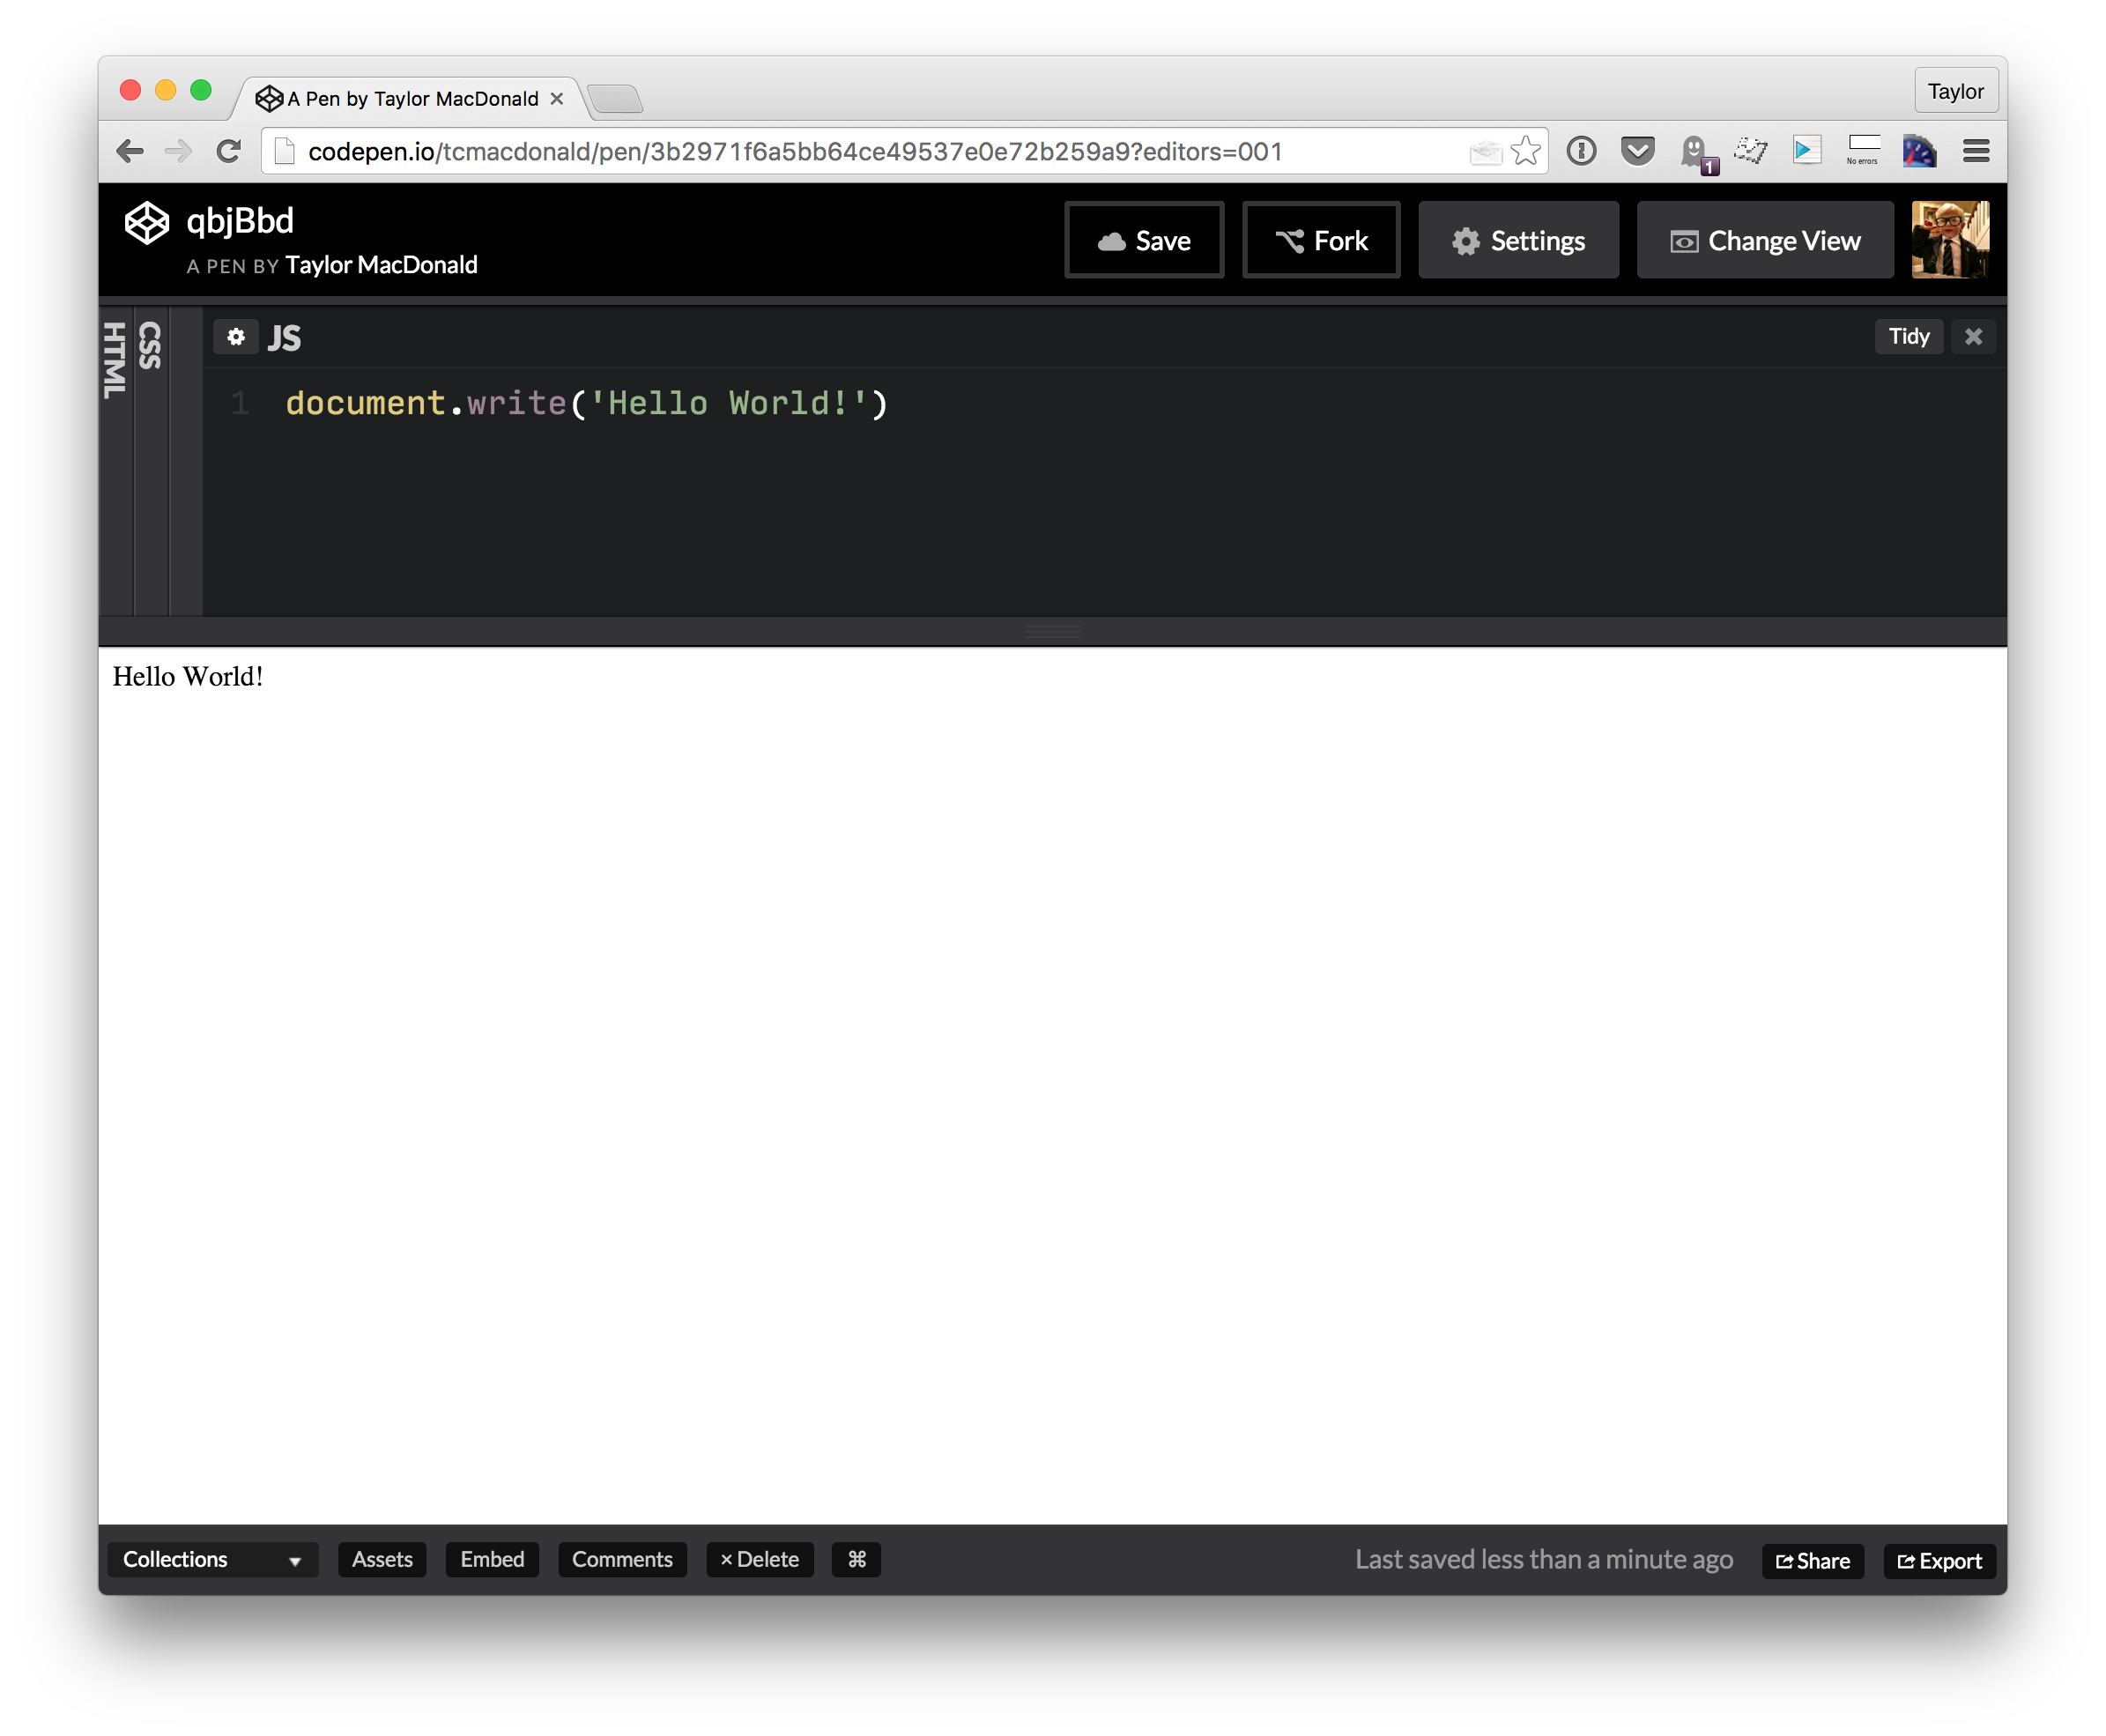 A Pen by Taylor MacDonald
Taylor
codepen.io/tcmacdonald/pen/3b2971f6a5bb64ce49537e0e72b259a9?editors=001
1
No errors
qbjBbd
A PEN BY Taylor MacDonald
Save
Fork
Settings
Change View
HTML
CSS
JS
Tidy
1 document.write('Hello World!')
Hello World!
Collections
Assets
Embed
Comments
× Delete
⌘
Last saved less than a minute ago
Share
Export